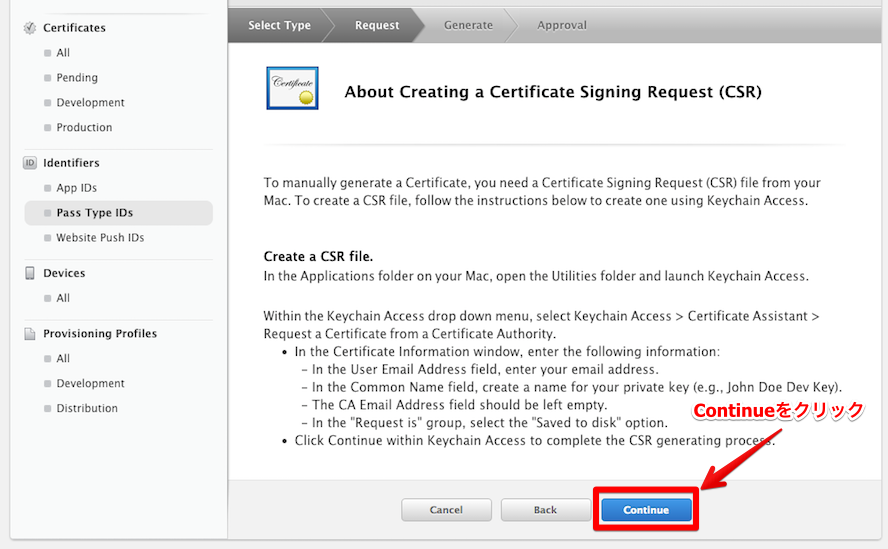 Certificates
All
Pending
Development
Production
ID Identifiers
App IDs
Pass Type IDs
Website Push IDs
Devices
All
Provisioning Profiles
All
Development
Distribution
Select Type Request Generate Approval
Certificate
About Creating a Certificate Signing Request (CSR)
To manually generate a Certificate, you need a Certificate Signing Request (CSR) file from your
Mac. To create a CSR file, follow the instructions below to create one using Keychain Access.
Create a CSR file.
In the Applications folder on your Mac, open the Utilities folder and launch Keychain Access.
Within the Keychain Access drop down menu, select Keychain Access > Certificate Assistant >
Request a Certificate from a Certificate Authority.
• In the Certificate Information window, enter the following information:
– In the User Email Address field, enter your email address.
– In the Common Name field, create a name for your private key (e.g., John Doe Dev Key).
– The CA Email Address field should be left empty.
– In the "Request is" group, select the "Saved to disk" option.
• Click Continue within Keychain Access to complete the CSR generating process.
Continueをクリック
Cancel Back Continue